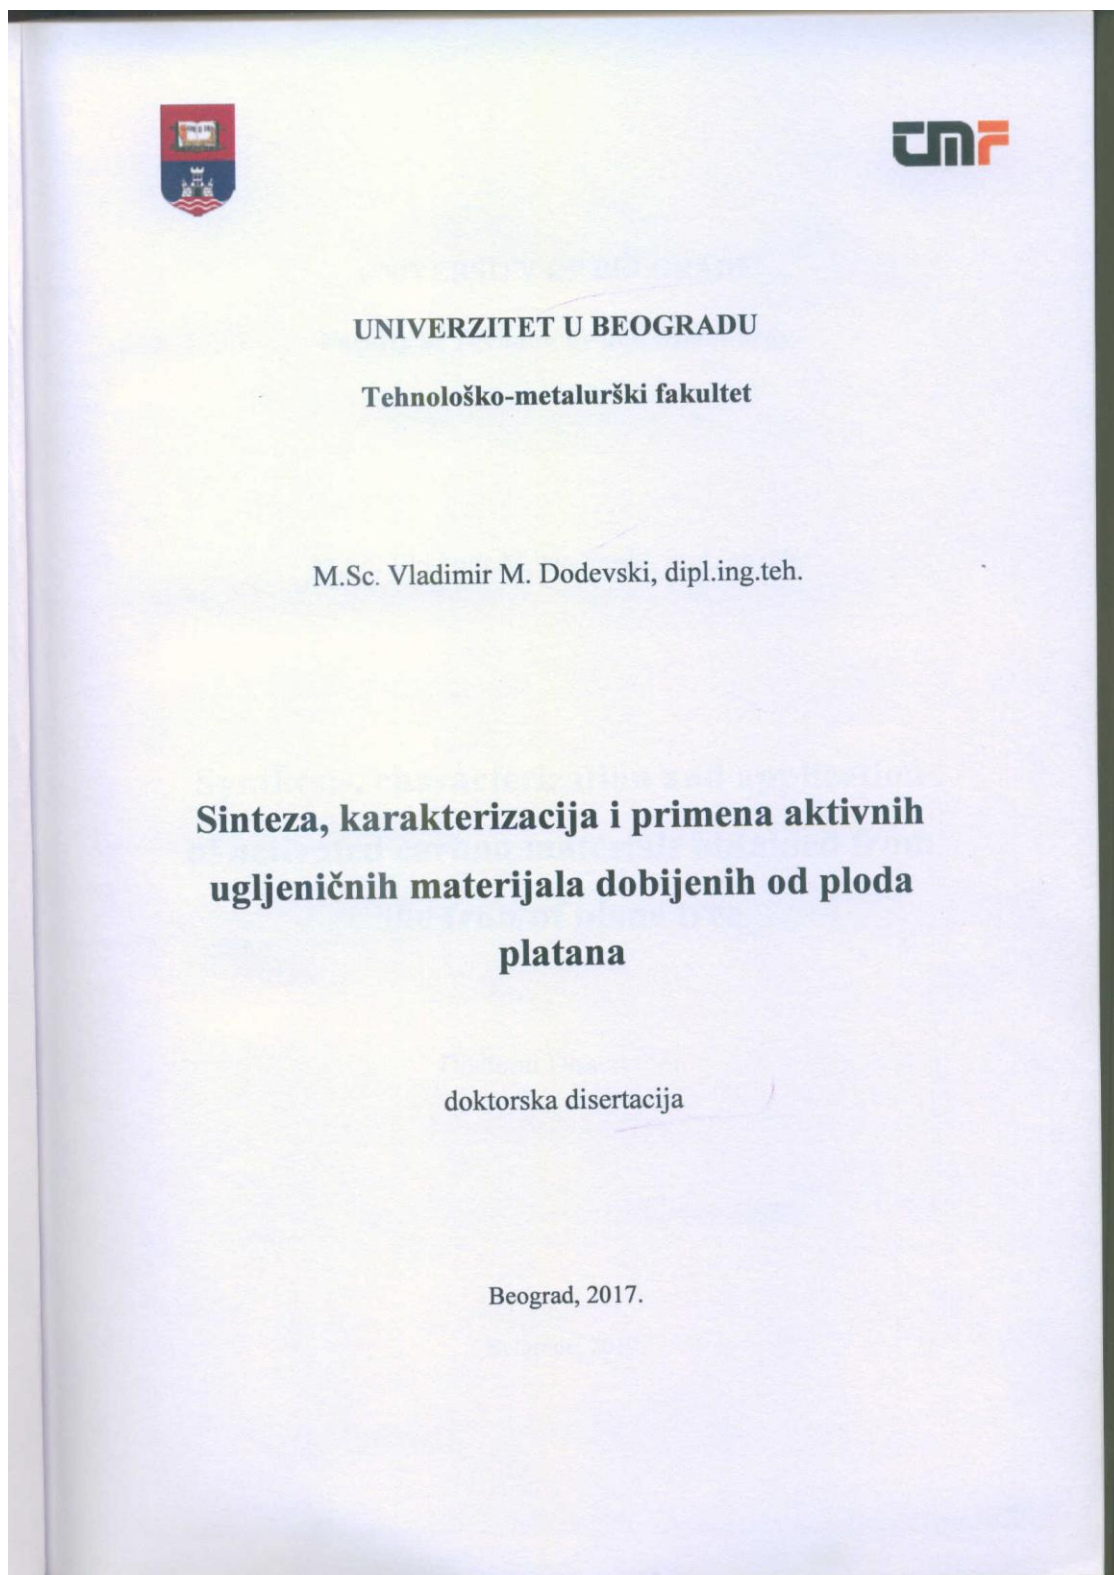 TMF
UNIVERZITET U BEOGRADU
Tehnološko-metalurški fakultet
M.Sc. Vladimir M. Dodevski, dipl.ing.teh.
Sinteza, karakterizacija i primena aktivnih
ugljeničnih materijala dobijenih od ploda
platana
doktorska disertacija
Beograd, 2017.